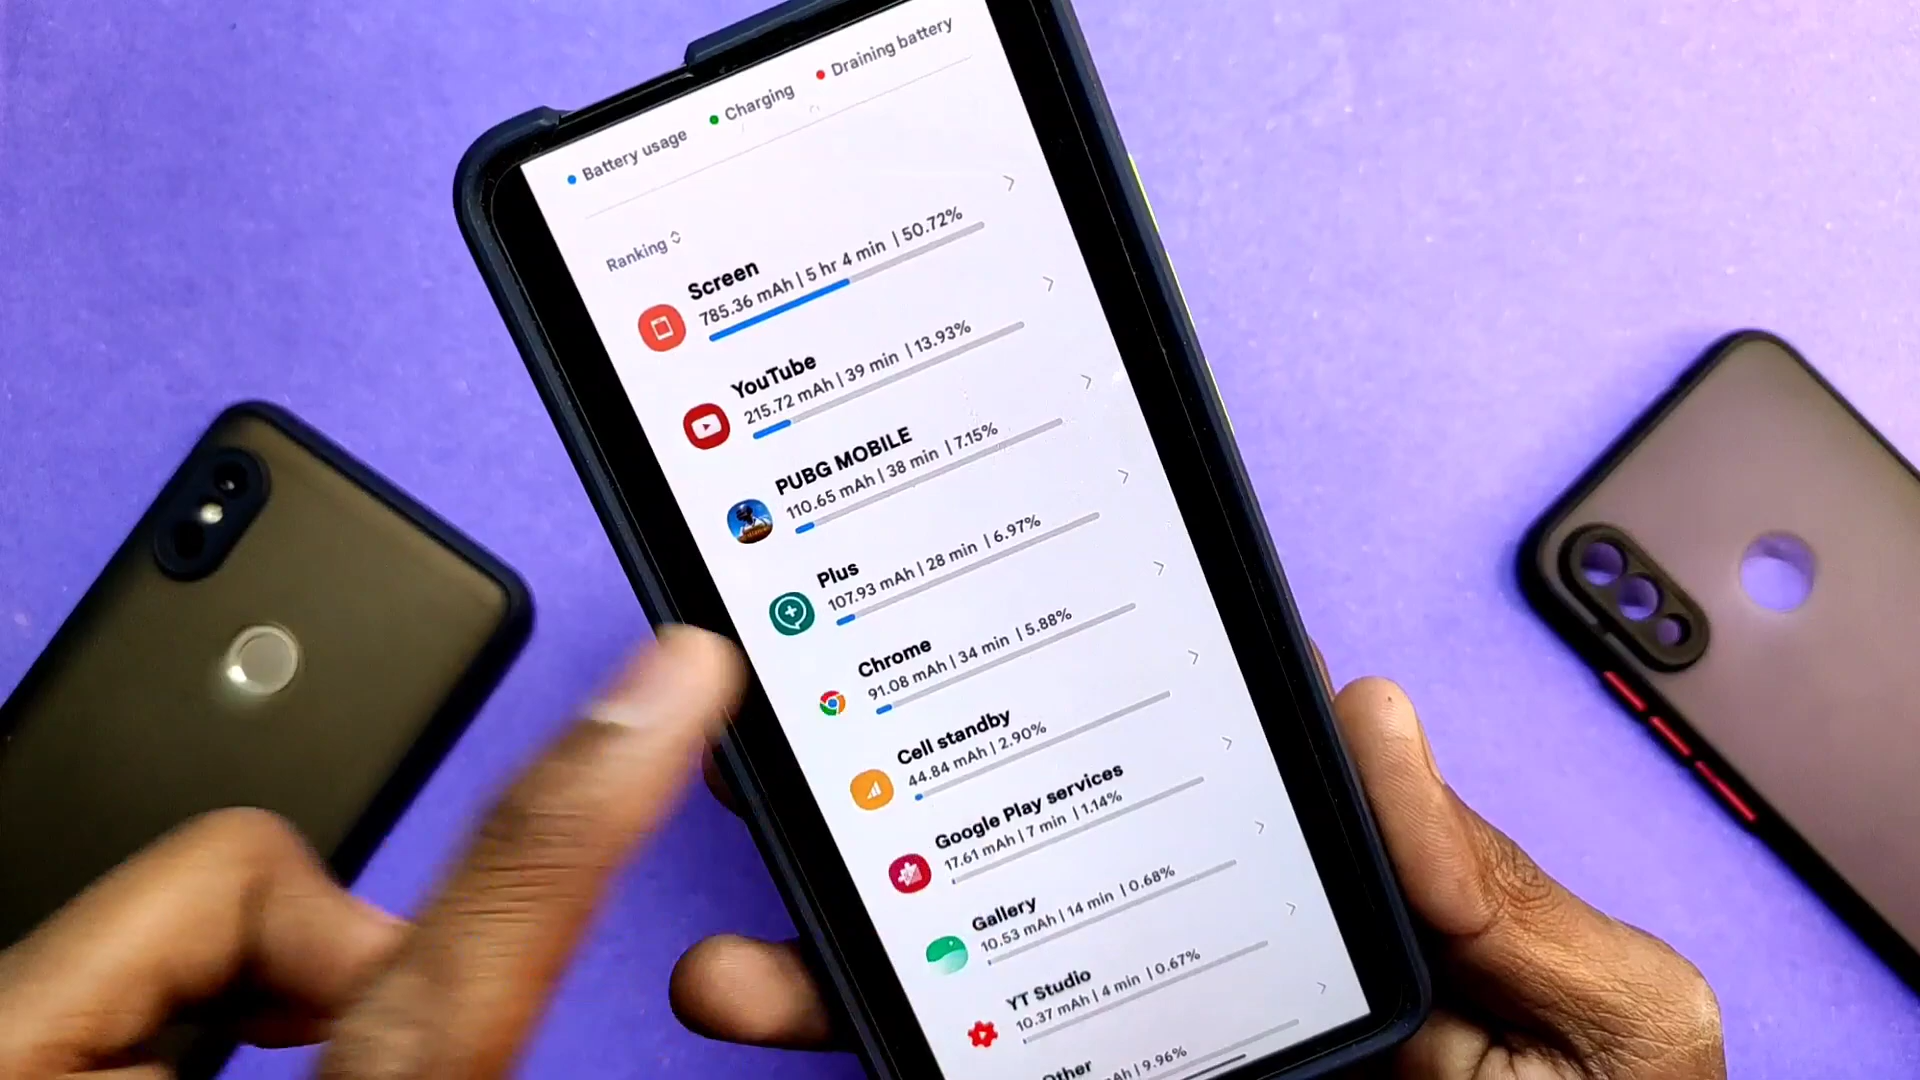 Battery usage
Charging
Draining battery
Ranking
Screen
785.36 mAh | 5 hr 4 min | 50.72%
YouTube
215.72 mAh | 39 min | 13.93%
PUBG MOBILE
110.65 mAh | 38 min | 7.15%
Plus
107.93 mAh | 28 min | 6.97%
Chrome
91.08 mAh | 34 min | 5.88%
Cell standby
44.84 mAh | 2.90%
Google Play services
17.61 mAh | 7 min | 1.14%
Gallery
10.53 mAh | 14 min | 0.68%
YT Studio
10.37 mAh | 4 min | 0.67%
Other
Ah | 9.96%